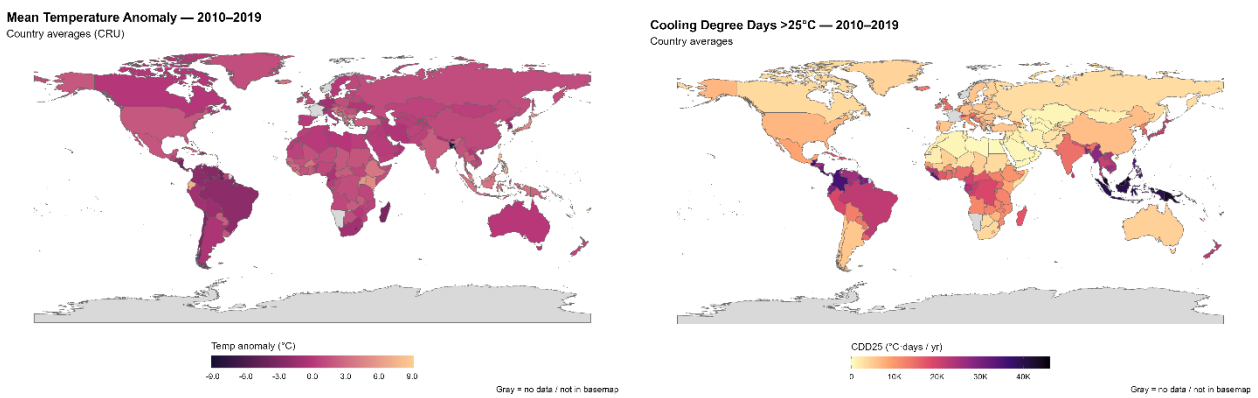 Mean Temperature Anomaly — 2010–2019
Country averages (CRU)
Temp anomaly (°C)
-9.0 -6.0 -3.0 0.0 3.0 6.0 9.0
Gray = no data / not in basemap
Cooling Degree Days >25°C — 2010–2019
Country averages
CDD25 (°C·days / yr)
0 10K 20K 30K 40K
Gray = no data / not in basemap